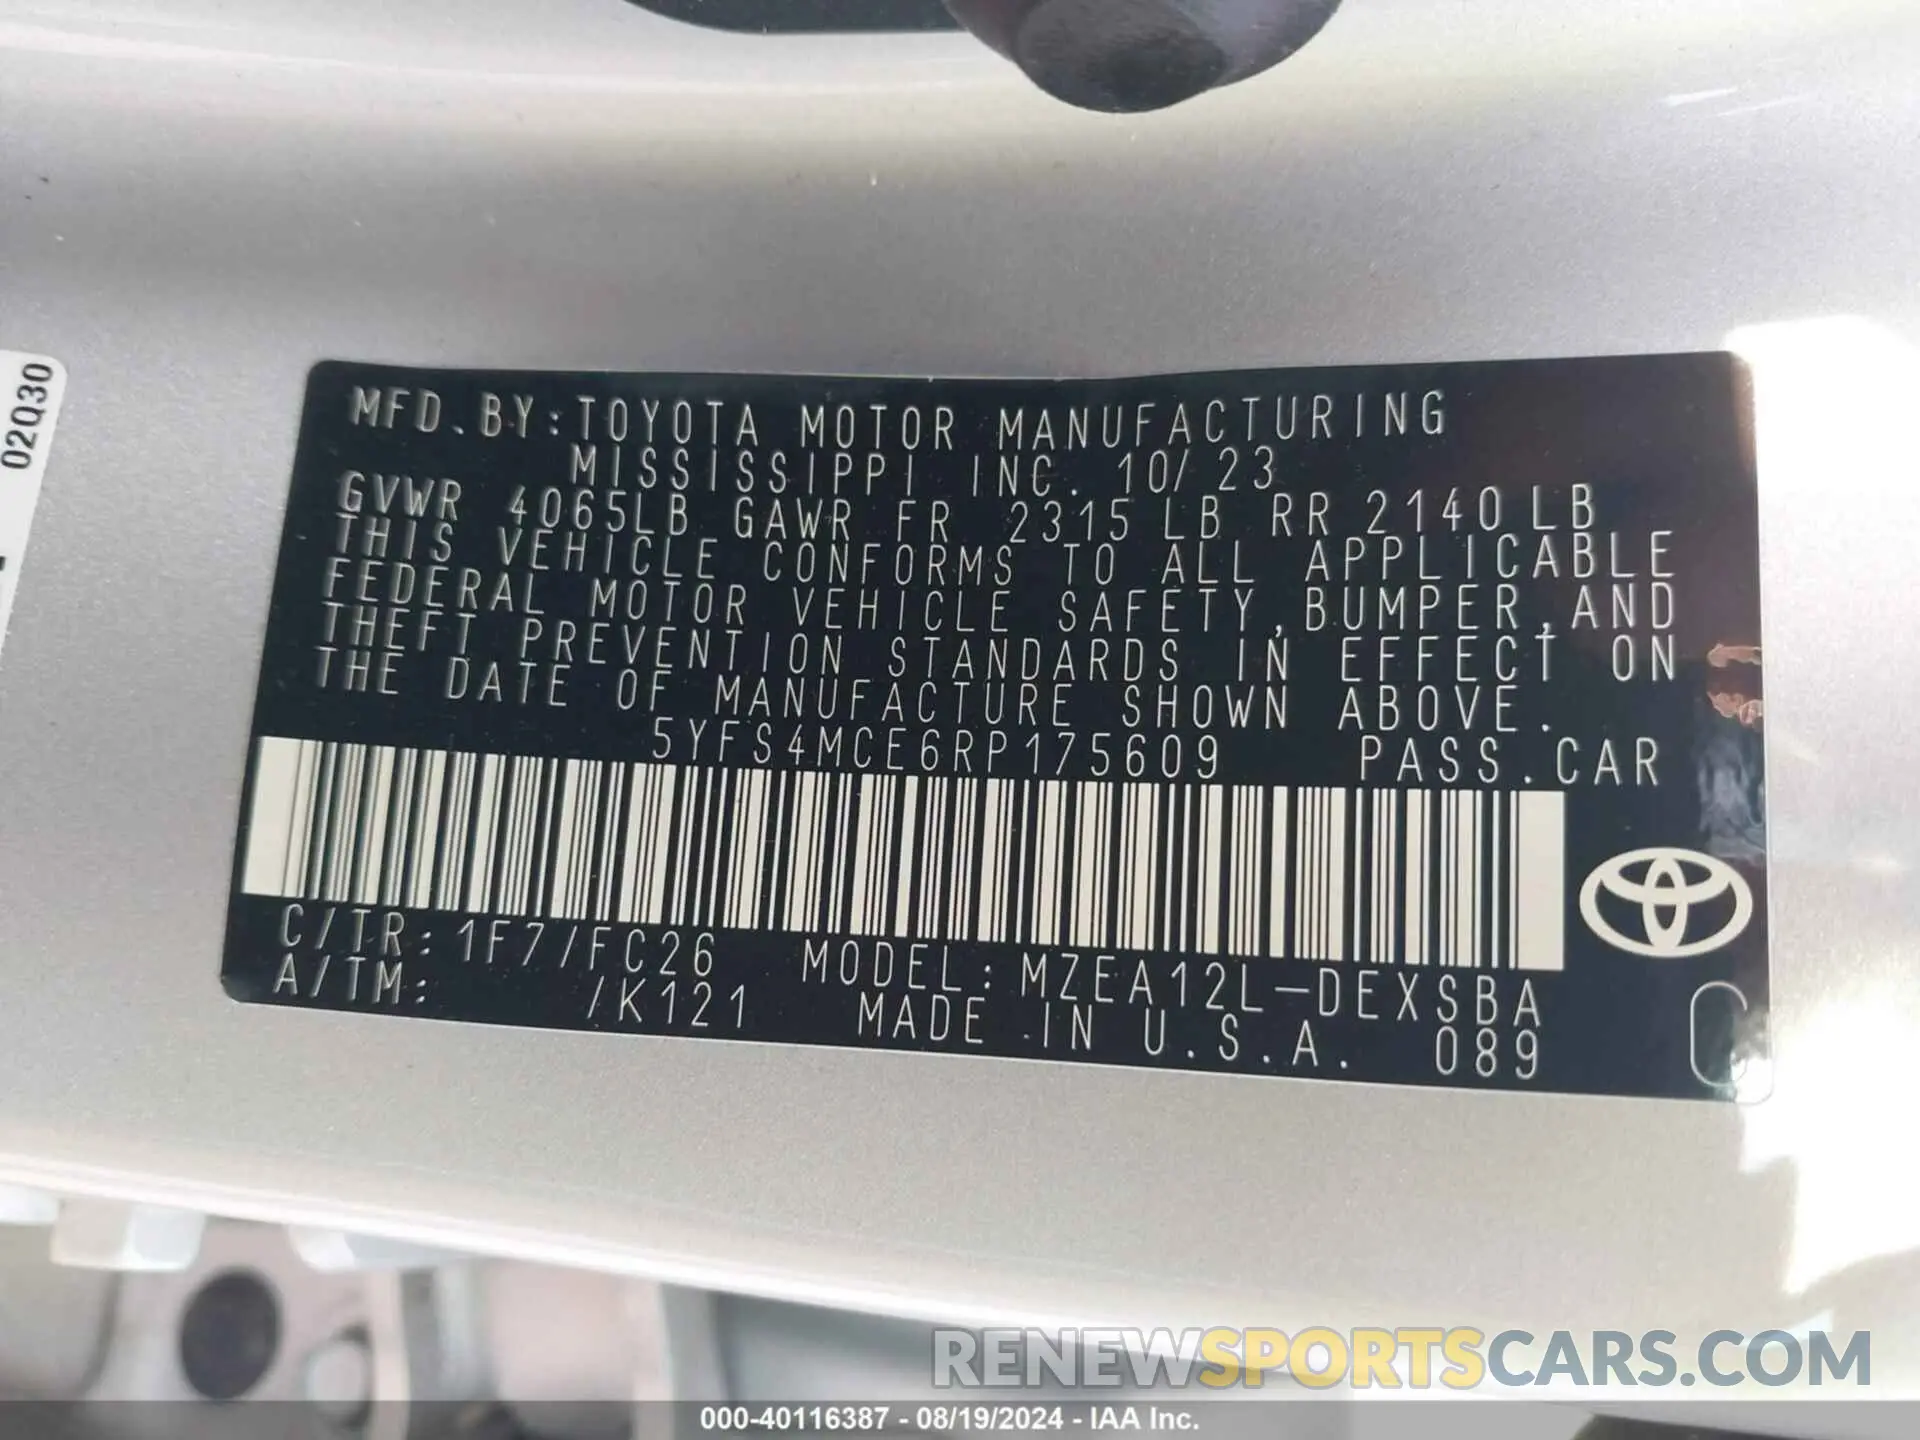 02Q30
MFD. BY: TOYOTA MOTOR MANUFACTURING
MISSISSIPPI INC. 10/23
GVWR 4065LB GAWR FR 2315LB RR 2140LB
THIS VEHICLE CONFORMS TO ALL APPLICABLE
FEDERAL MOTOR VEHICLE SAFETY, BUMPER, AND
THEFT PREVENTION STANDARDS IN EFFECT ON
THE DATE OF MANUFACTURE SHOWN ABOVE.
5YFS4MCE6RP175609 PASS. CAR
C/TR: 1F7/FC26 MODEL: MZEA12L-DEXSBA
A/TM: /K121 MADE IN U.S.A. 089
C
RENEWSPORTSCARS.COM
000-40116387 - 08/19/2024 - IAA Inc.